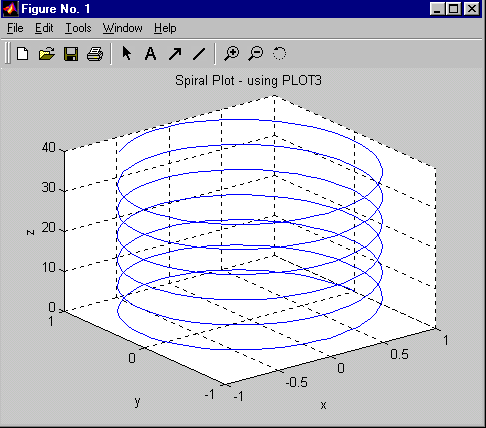 Figure No. 1
File Edit Tools Window Help
A
Spiral Plot - using PLOT3
40
30
20
10
0
z
1
0
-1
y
-1
-0.5
0
0.5
1
x